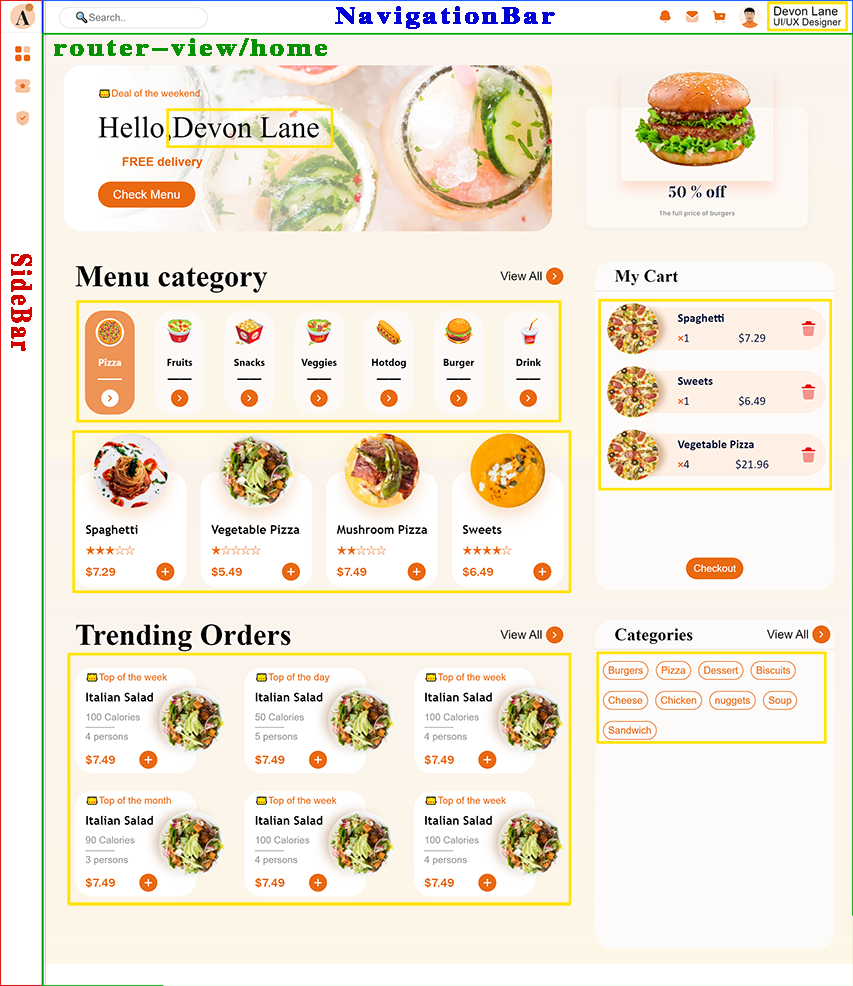 A
Search..
NavigationBar
Devon Lane
UI/UX Designer
router-view/home
SideBar
Deal of the weekend
Hello,Devon Lane
FREE delivery
Check Menu
50 % off
The full price of burgers
Menu category
View All
Pizza
Fruits
Snacks
Veggies
Hotdog
Burger
Drink
Spaghetti
$7.29
Vegetable Pizza
$5.49
Mushroom Pizza
$7.49
Sweets
$6.49
My Cart
Spaghetti
×1 $7.29
Sweets
×1 $6.49
Vegetable Pizza
×4 $21.96
Checkout
Trending Orders
View All
Top of the week
Italian Salad
100 Calories
4 persons
$7.49
Top of the day
Italian Salad
50 Calories
5 persons
$7.49
Top of the week
Italian Salad
100 Calories
4 persons
$7.49
Top of the month
Italian Salad
90 Calories
3 persons
$7.49
Top of the week
Italian Salad
100 Calories
4 persons
$7.49
Top of the week
Italian Salad
100 Calories
4 persons
$7.49
Categories
View All
Burgers Pizza Dessert Biscuits
Cheese Chicken nuggets Soup
Sandwich